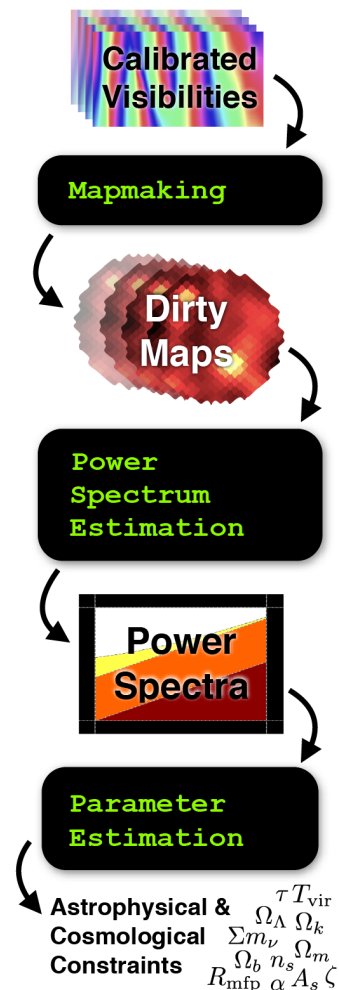 Calibrated
Visibilities
Mapmaking
Dirty
Maps
Power
Spectrum
Estimation
Power
Spectra
Parameter
Estimation
Astrophysical &
Cosmological
Constraints
τ T_vir
Ω_Λ Ω_k
Σm_ν Ω_m
Ω_b n_s
R_mfp α A_s ζ